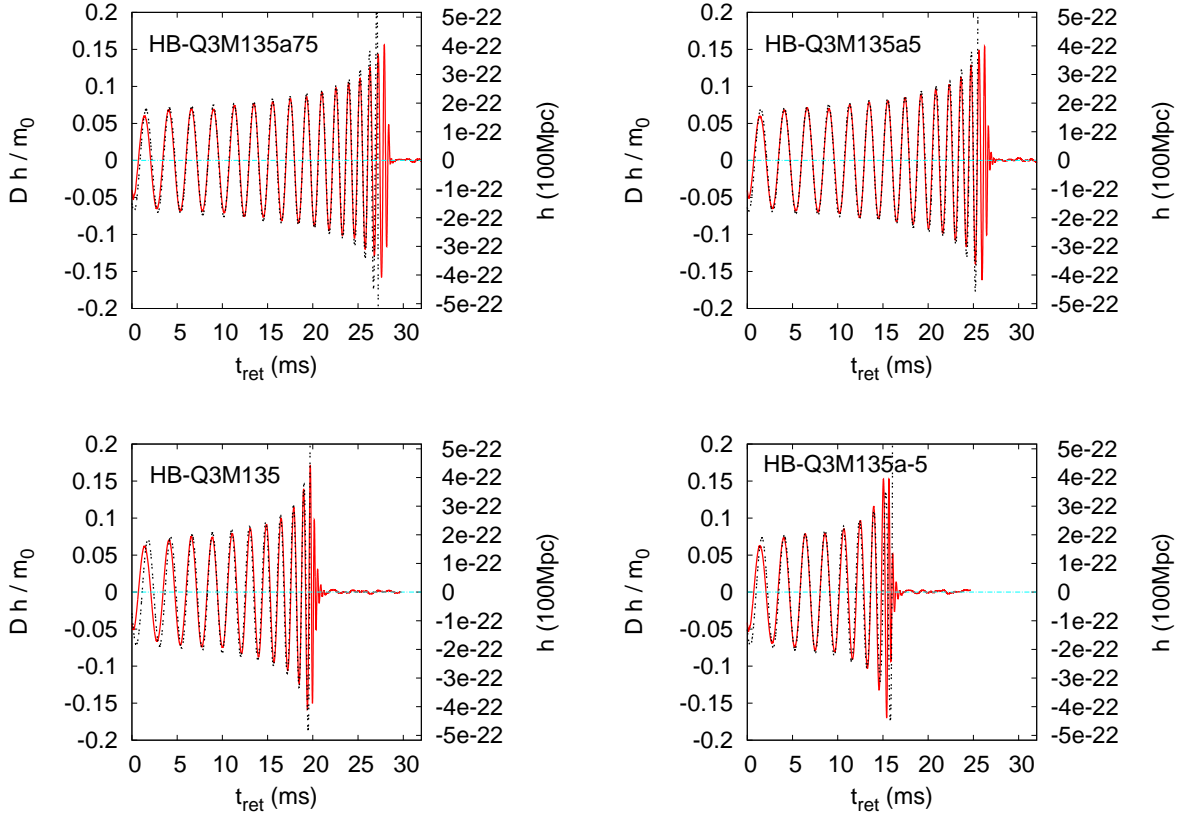 HB-Q3M135a75
D h / m0
0.2
0.15
0.1
0.05
0
-0.05
-0.1
-0.15
-0.2
5e-22
4e-22
3e-22
2e-22
1e-22
0
-1e-22
-2e-22
-3e-22
-4e-22
-5e-22
h (100Mpc)
0 5 10 15 20 25 30
tret (ms)
HB-Q3M135a5
D h / m0
0.2
0.15
0.1
0.05
0
-0.05
-0.1
-0.15
-0.2
5e-22
4e-22
3e-22
2e-22
1e-22
0
-1e-22
-2e-22
-3e-22
-4e-22
-5e-22
h (100Mpc)
0 5 10 15 20 25 30
tret (ms)
HB-Q3M135
D h / m0
0.2
0.15
0.1
0.05
0
-0.05
-0.1
-0.15
-0.2
5e-22
4e-22
3e-22
2e-22
1e-22
0
-1e-22
-2e-22
-3e-22
-4e-22
-5e-22
h (100Mpc)
0 5 10 15 20 25 30
tret (ms)
HB-Q3M135a-5
D h / m0
0.2
0.15
0.1
0.05
0
-0.05
-0.1
-0.15
-0.2
5e-22
4e-22
3e-22
2e-22
1e-22
0
-1e-22
-2e-22
-3e-22
-4e-22
-5e-22
h (100Mpc)
0 5 10 15 20 25 30
tret (ms)